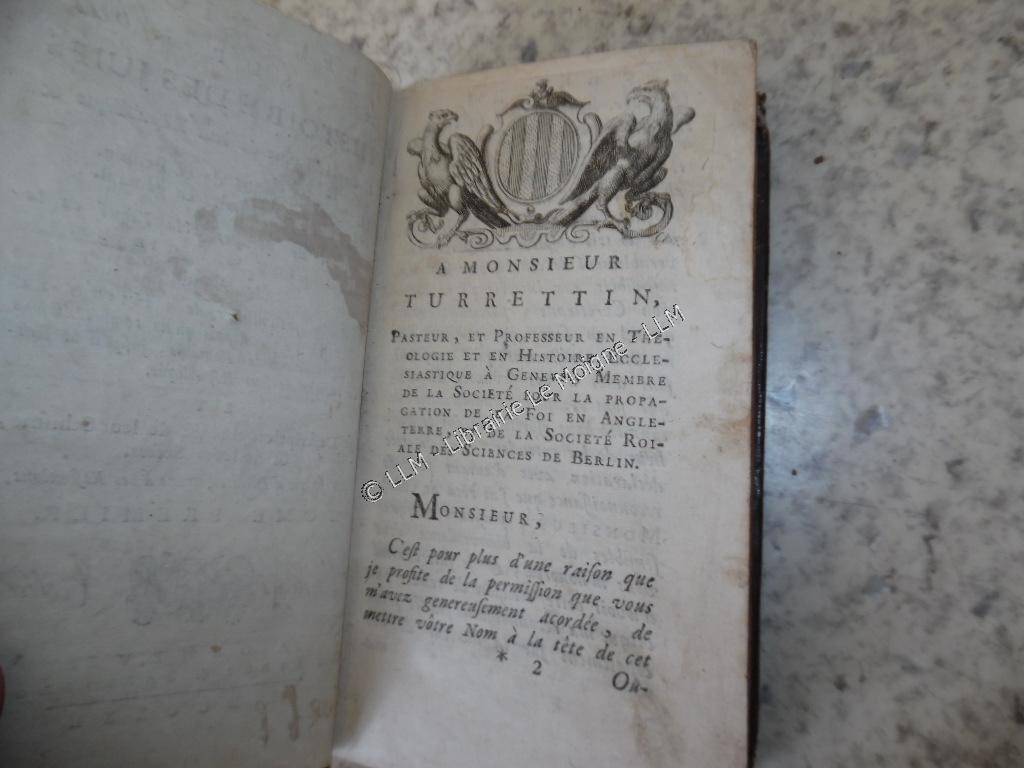 A MONSIEUR
TURRETTIN,
PASTEUR, ET PROFESSEUR EN THE-
OLOGIE ET EN HISTOIRE ECCLE-
SIASTIQUE À GENEVE, MEMBRE
DE LA SOCIETÉ POUR LA PROPA-
GATION DE LA FOI EN ANGLE-
TERRE, ET DE LA SOCIETÉ ROI-
ALE DES SCIENCES DE BERLIN.
MONSIEUR,
C'est pour plus d'une raison que
je profite de la permission que vous
m'avez genereusement acordée, de
mettre vôtre Nom à la tête de cet
* 2 Ou-
© LLM Librairie Le Moione LLM